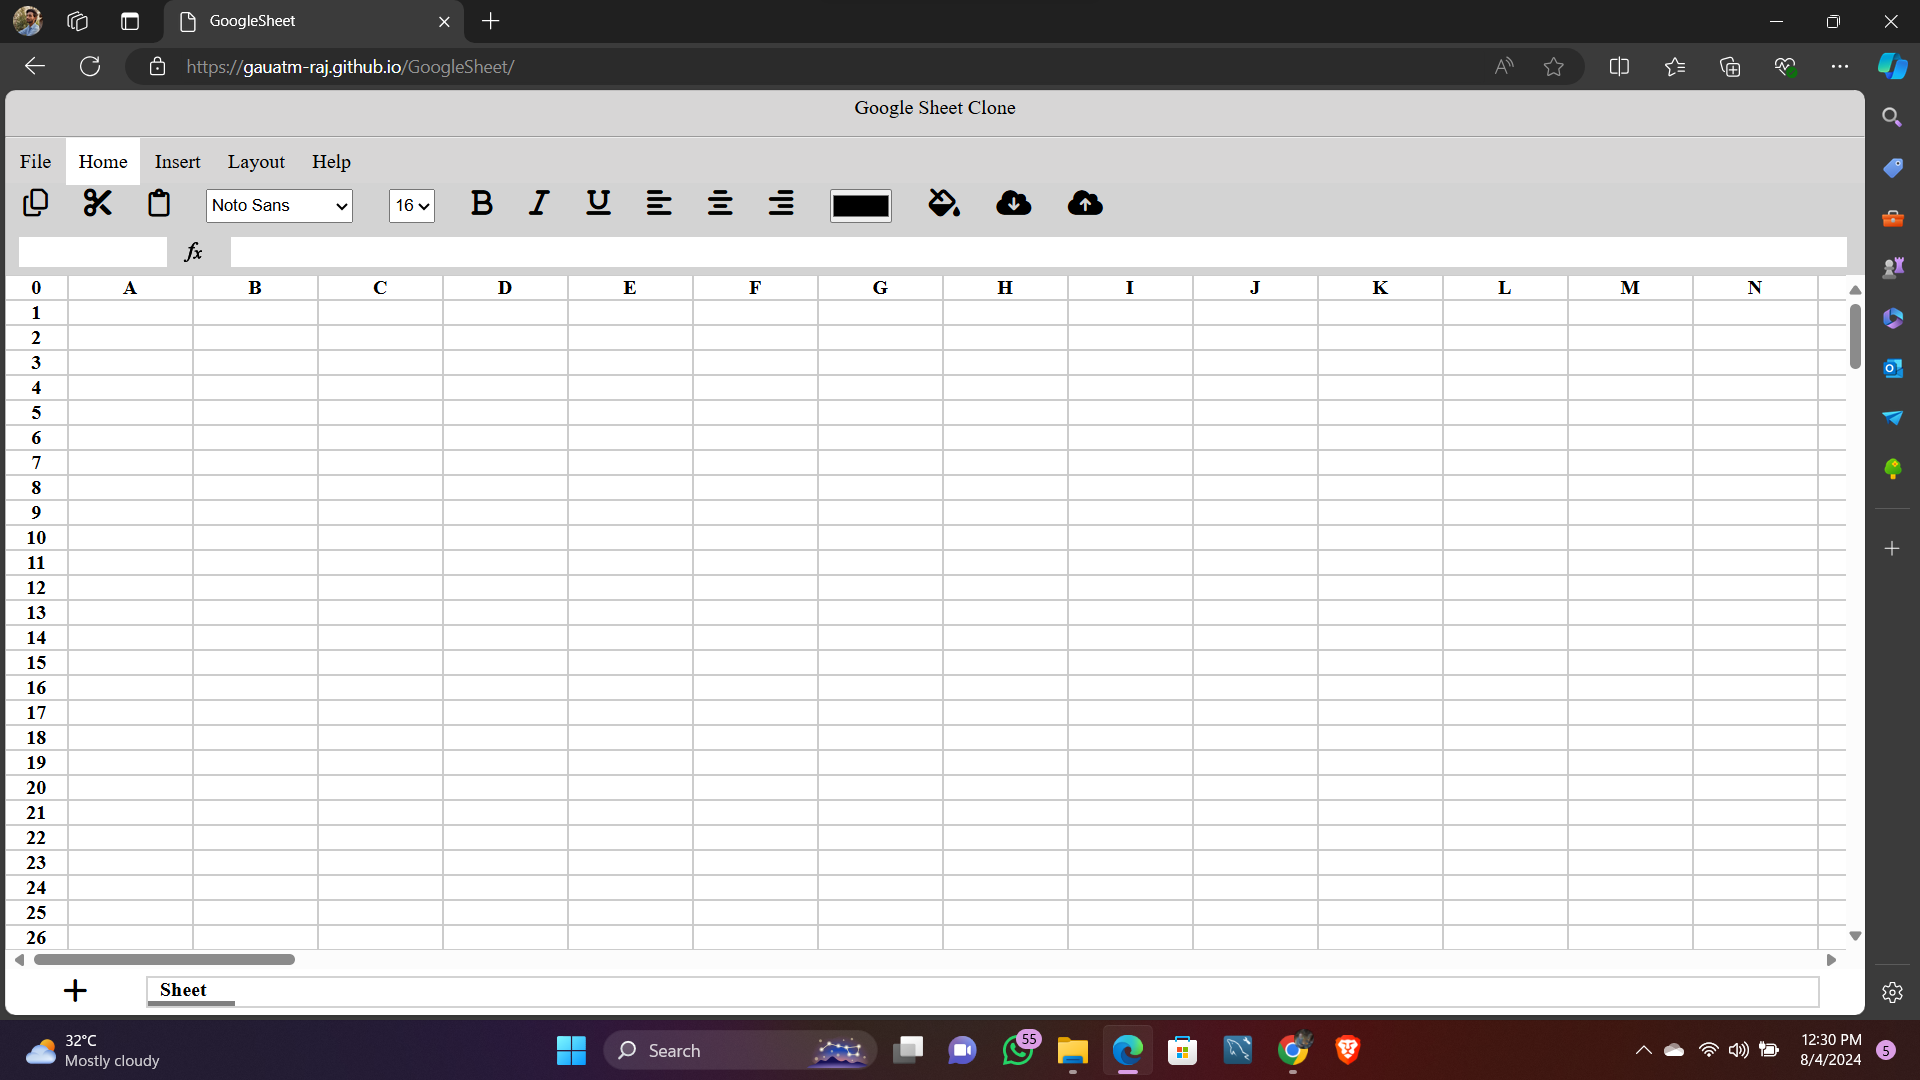 GoogleSheet
https://gauatm-raj.github.io/GoogleSheet/
Google Sheet Clone
File Home Insert Layout Help
Noto Sans 16 B I U
fx
0 A B C D E F G H I J K L M N
1
2
3
4
5
6
7
8
9
10
11
12
13
14
15
16
17
18
19
20
21
22
23
24
25
26
Sheet
32°C
Mostly cloudy
Search
55
12:30 PM
8/4/2024
5